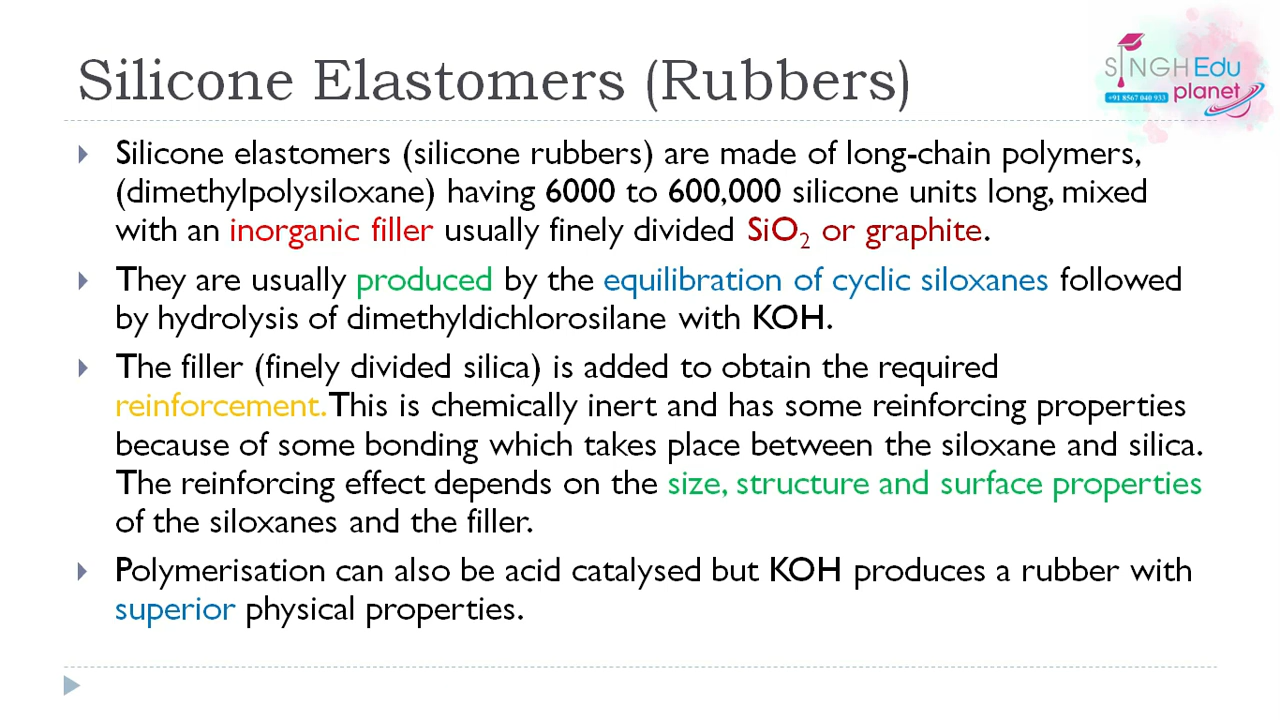 Silicone Elastomers (Rubbers)
SINGH Edu
planet
+91 8567 040 933
Silicone elastomers (silicone rubbers) are made of long-chain polymers,
(dimethylpolysiloxane) having 6000 to 600,000 silicone units long, mixed
with an inorganic filler usually finely divided SiO₂ or graphite.
They are usually produced by the equilibration of cyclic siloxanes followed
by hydrolysis of dimethyldichlorosilane with KOH.
The filler (finely divided silica) is added to obtain the required
reinforcement.This is chemically inert and has some reinforcing properties
because of some bonding which takes place between the siloxane and silica.
The reinforcing effect depends on the size, structure and surface properties
of the siloxanes and the filler.
Polymerisation can also be acid catalysed but KOH produces a rubber with
superior physical properties.